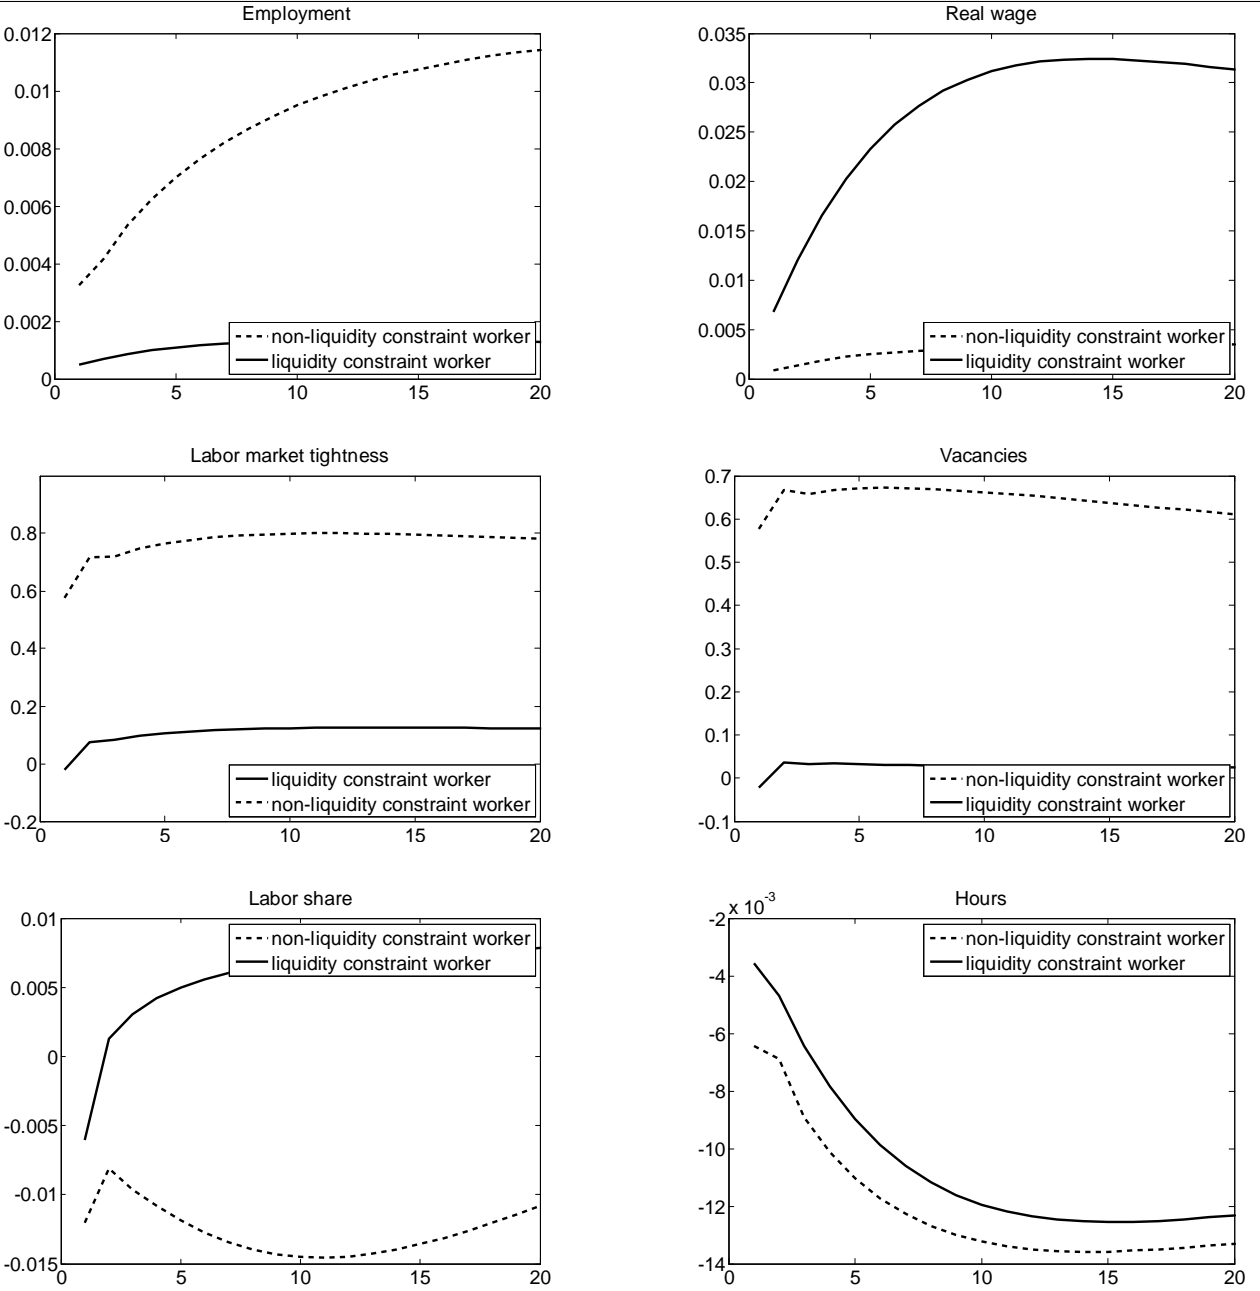 Employment
0.012
0.01
0.008
0.006
0.004
0.002
0
0 5 10 15 20
non-liquidity constraint worker
liquidity constraint worker
Real wage
0.035
0.03
0.025
0.02
0.015
0.01
0.005
0
0 5 10 15 20
non-liquidity constraint worker
liquidity constraint worker
Labor market tightness
0.8
0.6
0.4
0.2
0
-0.2
0 5 10 15 20
liquidity constraint worker
non-liquidity constraint worker
Vacancies
0.7
0.6
0.5
0.4
0.3
0.2
0.1
0
-0.1
0 5 10 15 20
non-liquidity constraint worker
liquidity constraint worker
Labor share
0.01
0.005
0
-0.005
-0.01
-0.015
0 5 10 15 20
non-liquidity constraint worker
liquidity constraint worker
Hours
x 10-3
-2
-4
-6
-8
-10
-12
-14
0 5 10 15 20
non-liquidity constraint worker
liquidity constraint worker